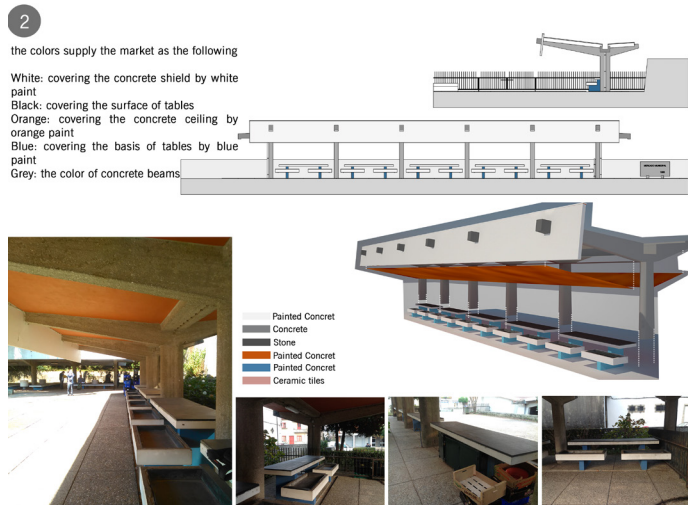 2
the colors supply the market as the following
White: covering the concrete shield by white
paint
Black: covering the surface of tables
Orange: covering the concrete ceiling by
orange paint
Blue: covering the basis of tables by blue
paint
Grey: the color of concrete beams
Painted Concret
Concrete
Stone
Painted Concret
Painted Concret
Ceramic tiles